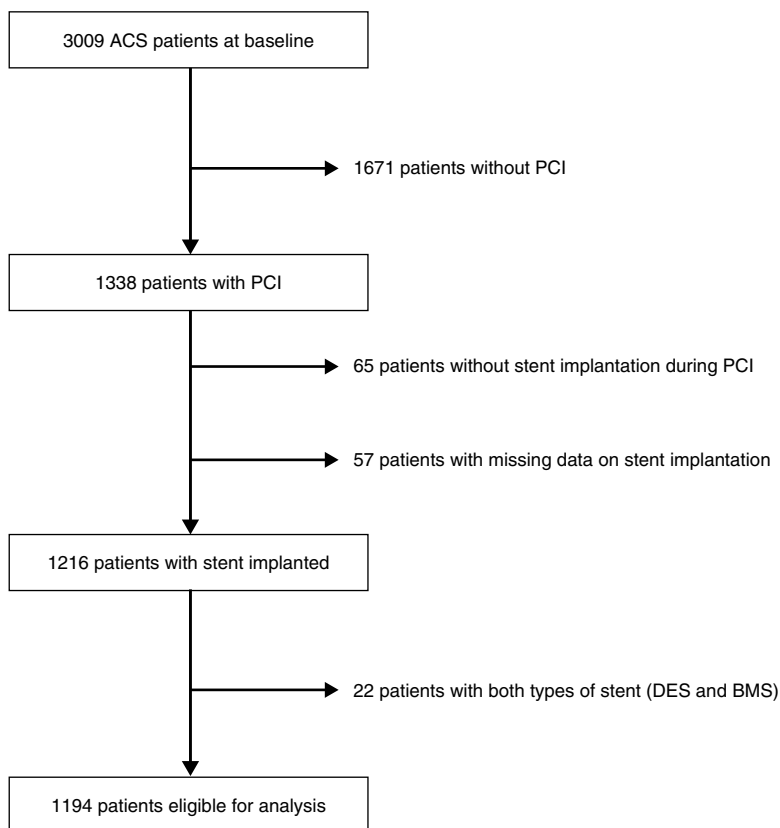 3009 ACS patients at baseline
1671 patients without PCI
1338 patients with PCI
65 patients without stent implantation during PCI
57 patients with missing data on stent implantation
1216 patients with stent implanted
22 patients with both types of stent (DES and BMS)
1194 patients eligible for analysis